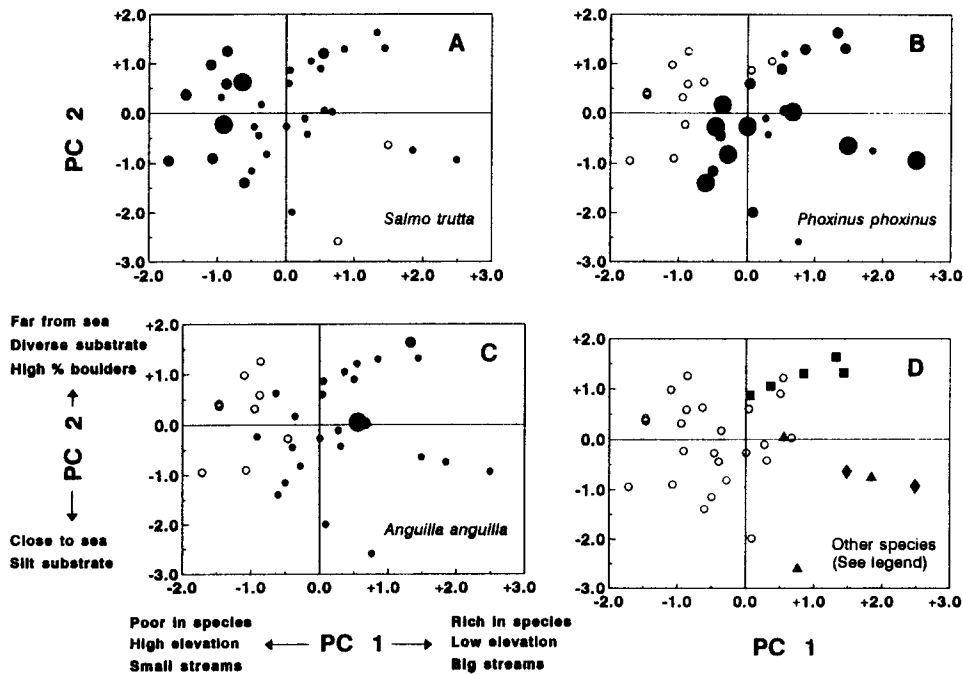 A
B
+2.0
+1.0
0.0
-1.0
-2.0
-3.0
PC 2
Salmo trutta
-2.0 -1.0 0.0 +1.0 +2.0 +3.0
+2.0
+1.0
0.0
-1.0
-2.0
-3.0
Phoxinus phoxinus
-2.0 -1.0 0.0 +1.0 +2.0 +3.0
Far from sea
Diverse substrate
High % boulders
PC 2
Close to sea
Silt substrate
C
+2.0
+1.0
0.0
-1.0
-2.0
-3.0
Anguilla anguilla
-2.0 -1.0 0.0 +1.0 +2.0 +3.0
D
+2.0
+1.0
0.0
-1.0
-2.0
-3.0
Other species
(See legend)
-2.0 -1.0 0.0 +1.0 +2.0 +3.0
Poor in species
High elevation
Small streams
PC 1
Rich in species
Low elevation
Big streams
PC 1